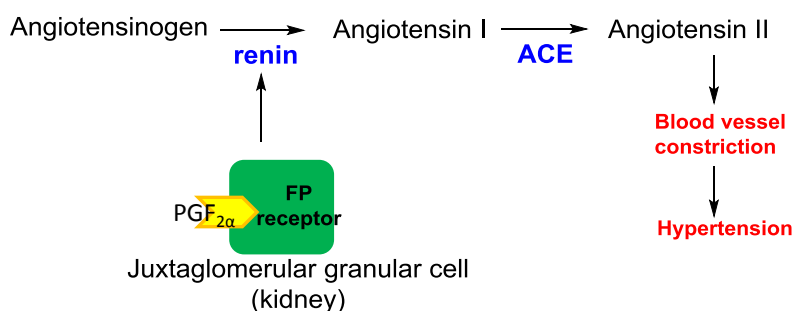 Angiotensinogen
renin
Angiotensin I
ACE
Angiotensin II
Blood vessel
constriction
Hypertension
PGF2α
FP
receptor
Juxtaglomerular granular cell
(kidney)